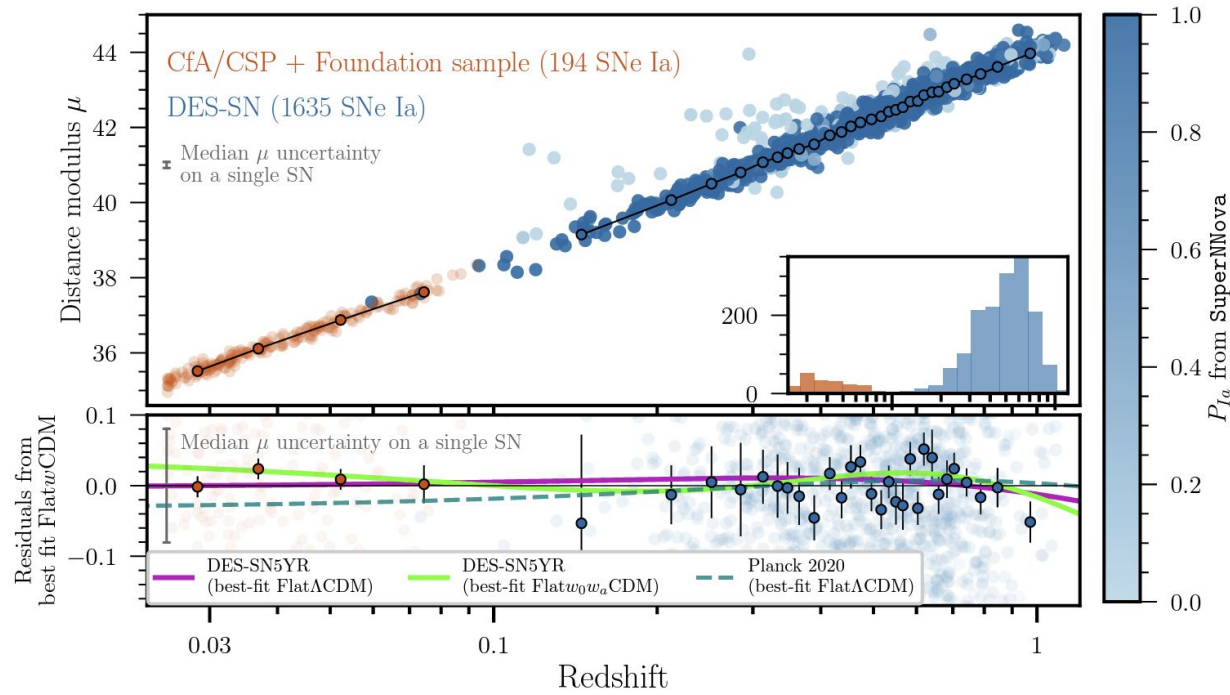 CfA/CSP + Foundation sample (194 SNe Ia)
DES-SN (1635 SNe Ia)
Median μ uncertainty
on a single SN
Distance modulus μ
44
42
40
38
36
200
0
1.0
0.8
0.6
0.4
0.2
0.0
P_{Ia} from SuperNNova
Median μ uncertainty on a single SN
Residuals from
best fit FlatwCDM
0.1
0.0
−0.1
DES-SN5YR
(best-fit FlatΛCDM)
DES-SN5YR
(best-fit Flatw₀wₐCDM)
Planck 2020
(best-fit FlatΛCDM)
0.03
0.1
0.4
1
Redshift